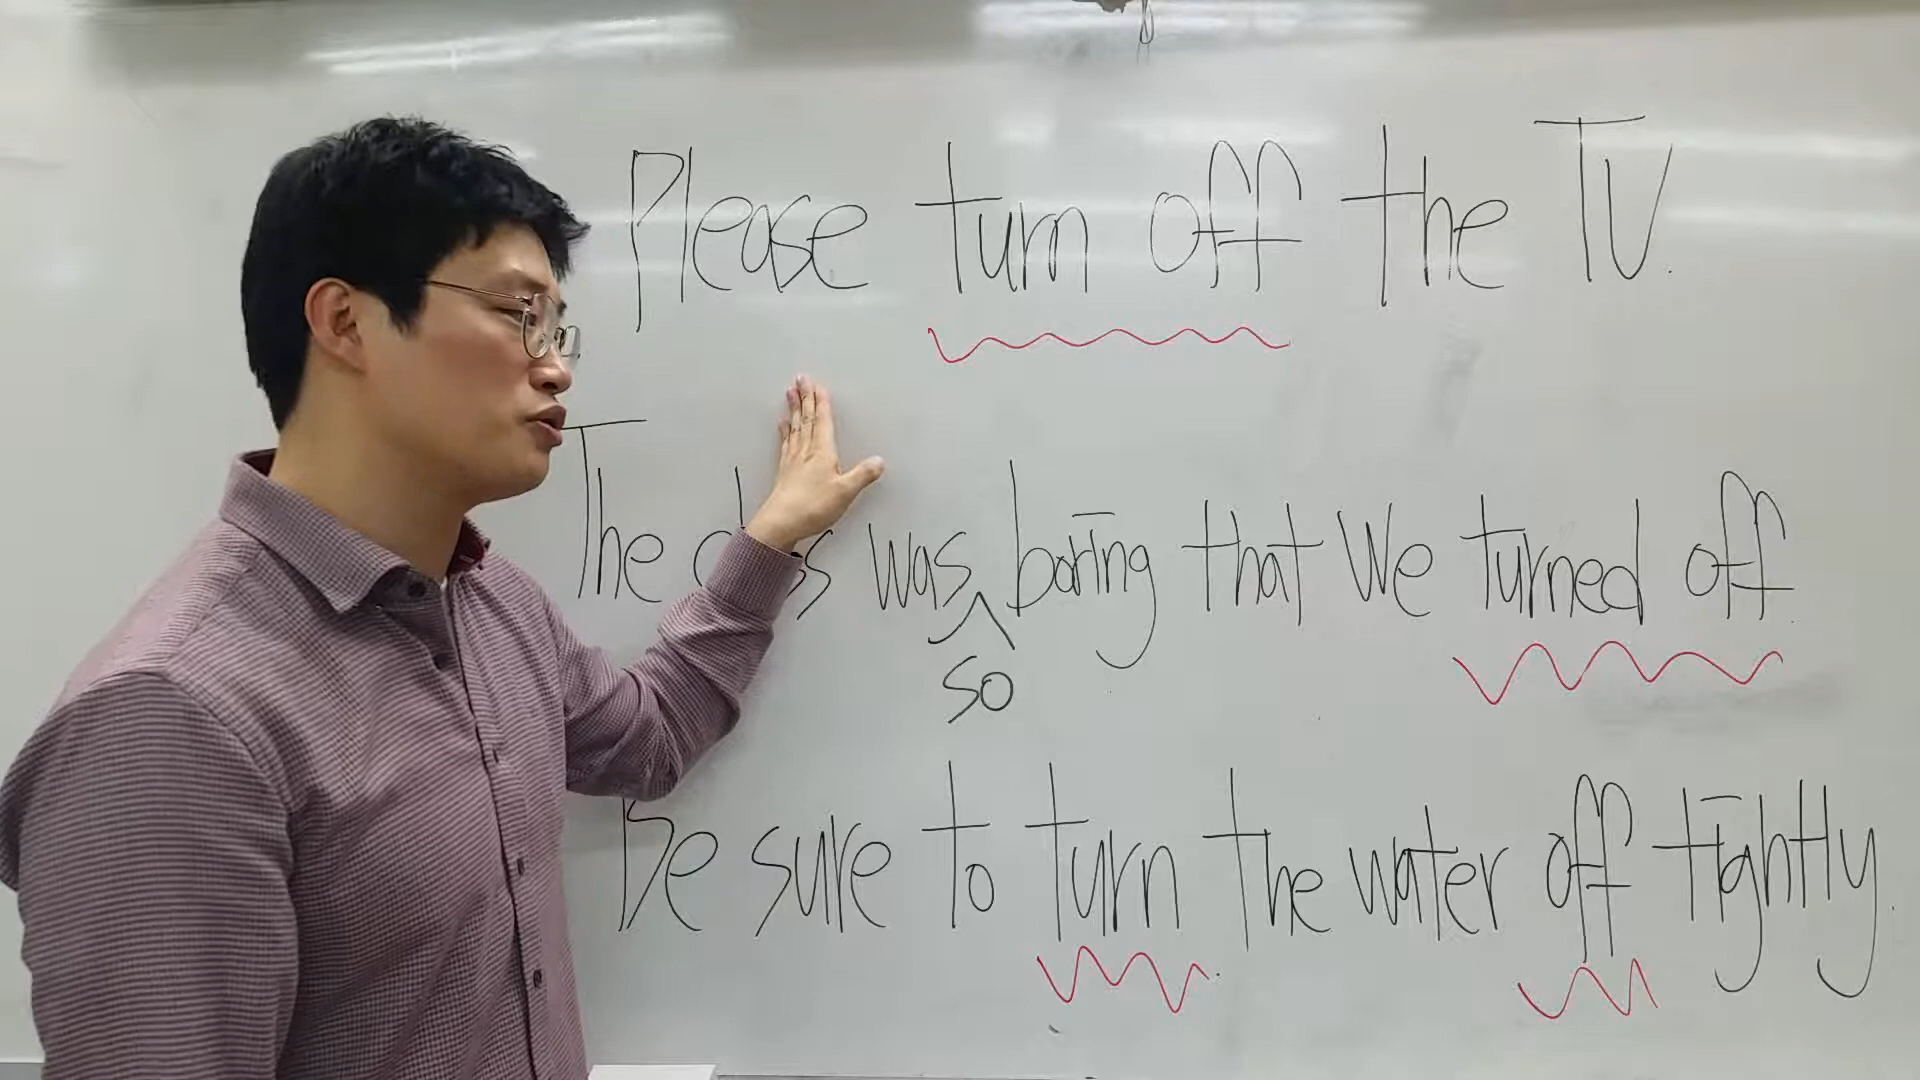 Please turn off the TV.
The class was so boring that we turned off.
Be sure to turn the water off tightly.